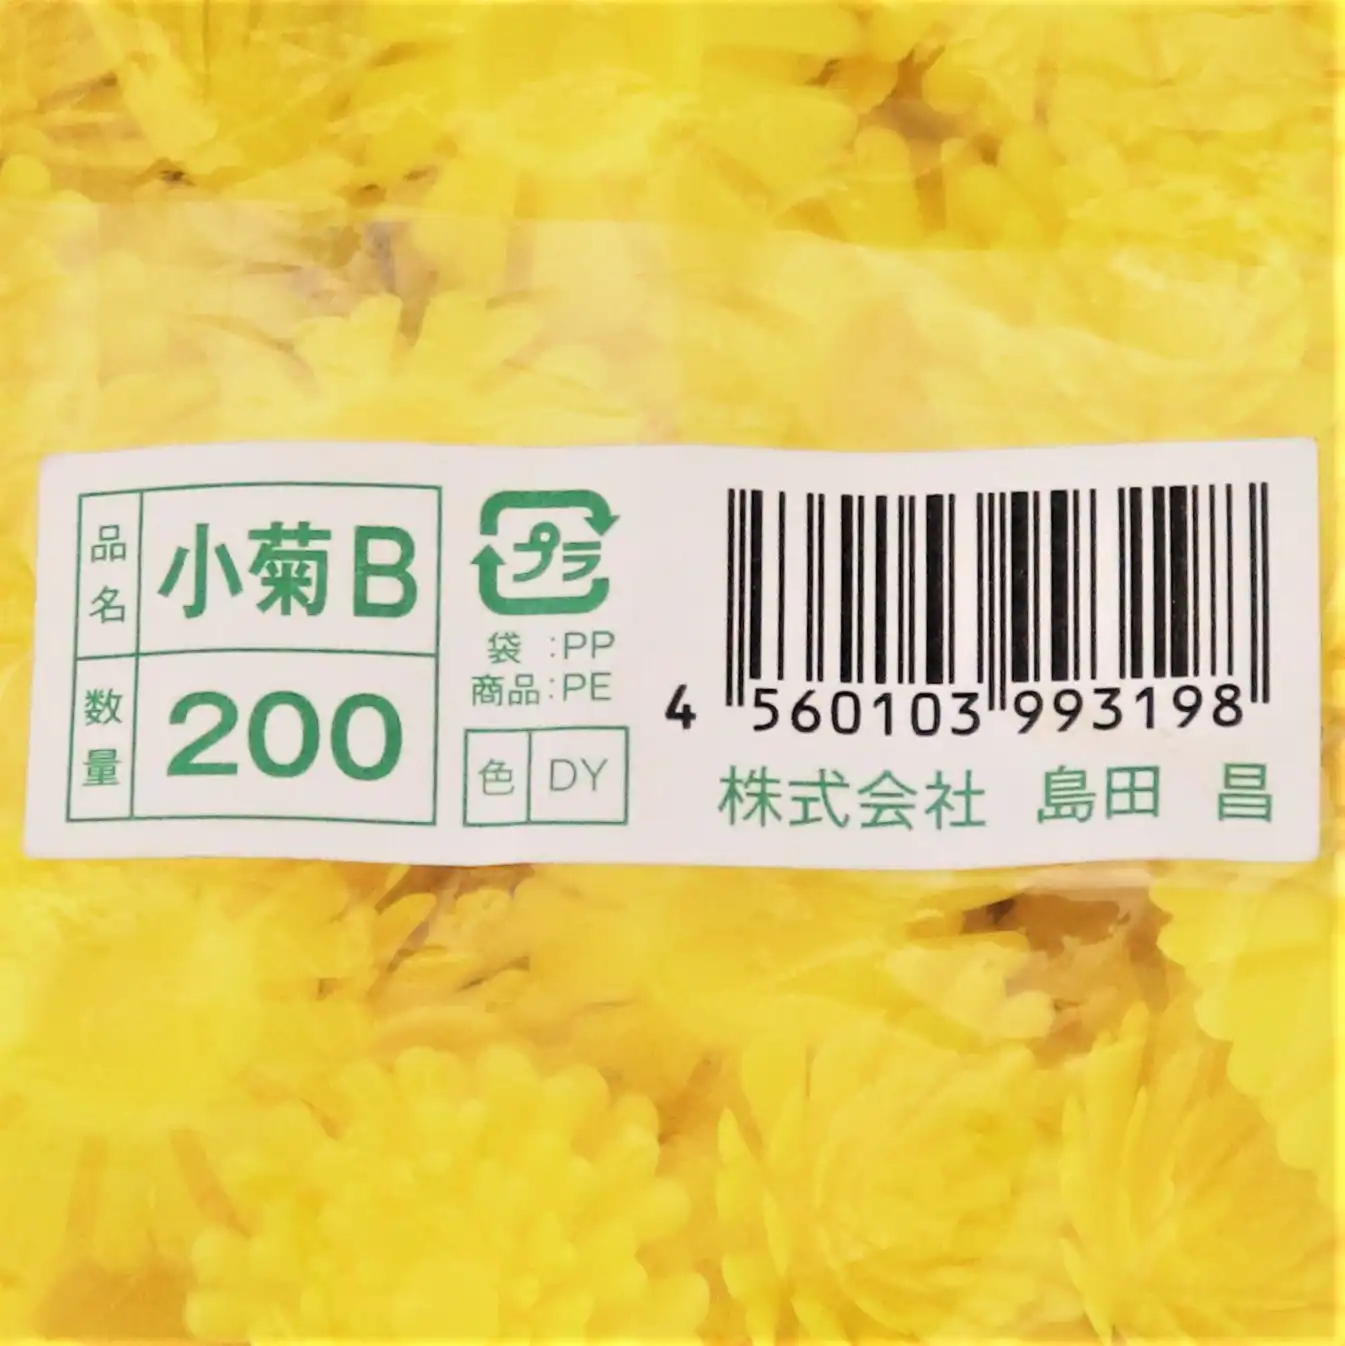 品名 小菊B
数量 200
プラ
袋 :PP
商品:PE
色 DY
4 560103 993198
株式会社 島田 昌